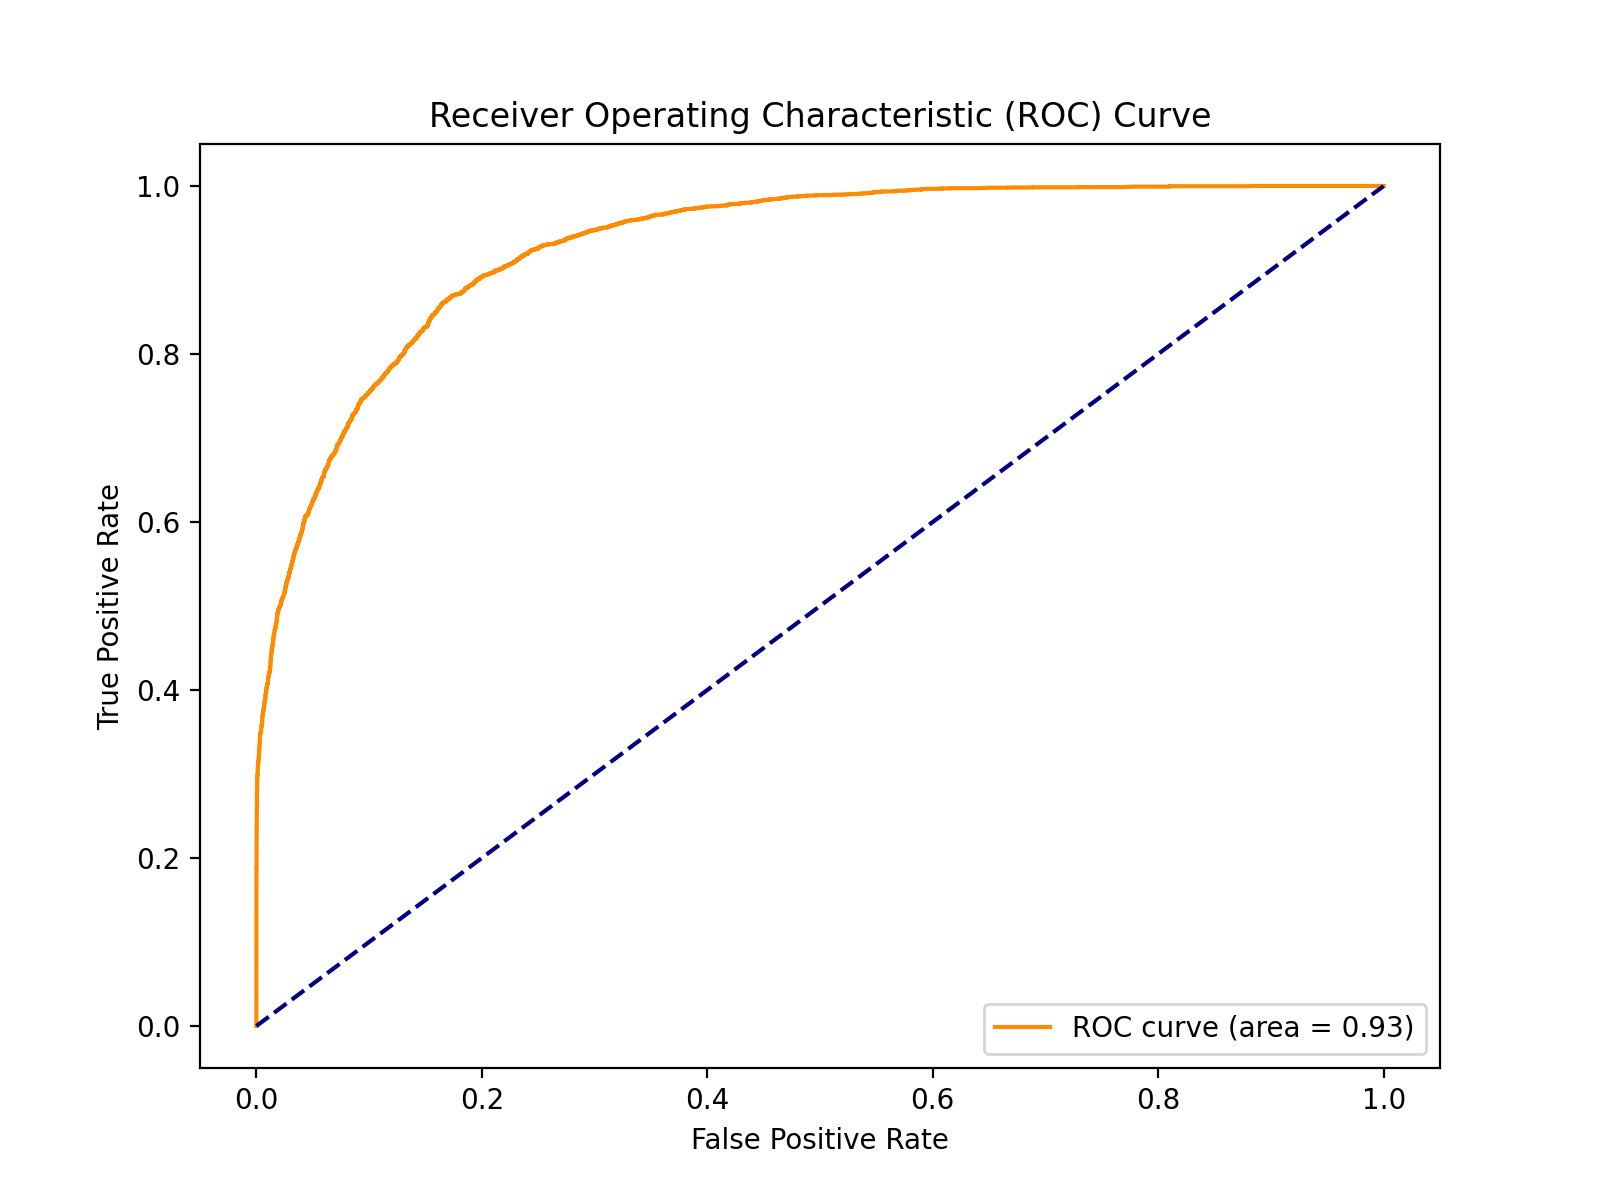 Receiver Operating Characteristic (ROC) Curve
1.0
0.8
0.6
0.4
0.2
0.0
True Positive Rate
ROC curve (area = 0.93)
0.0 0.2 0.4 0.6 0.8 1.0
False Positive Rate